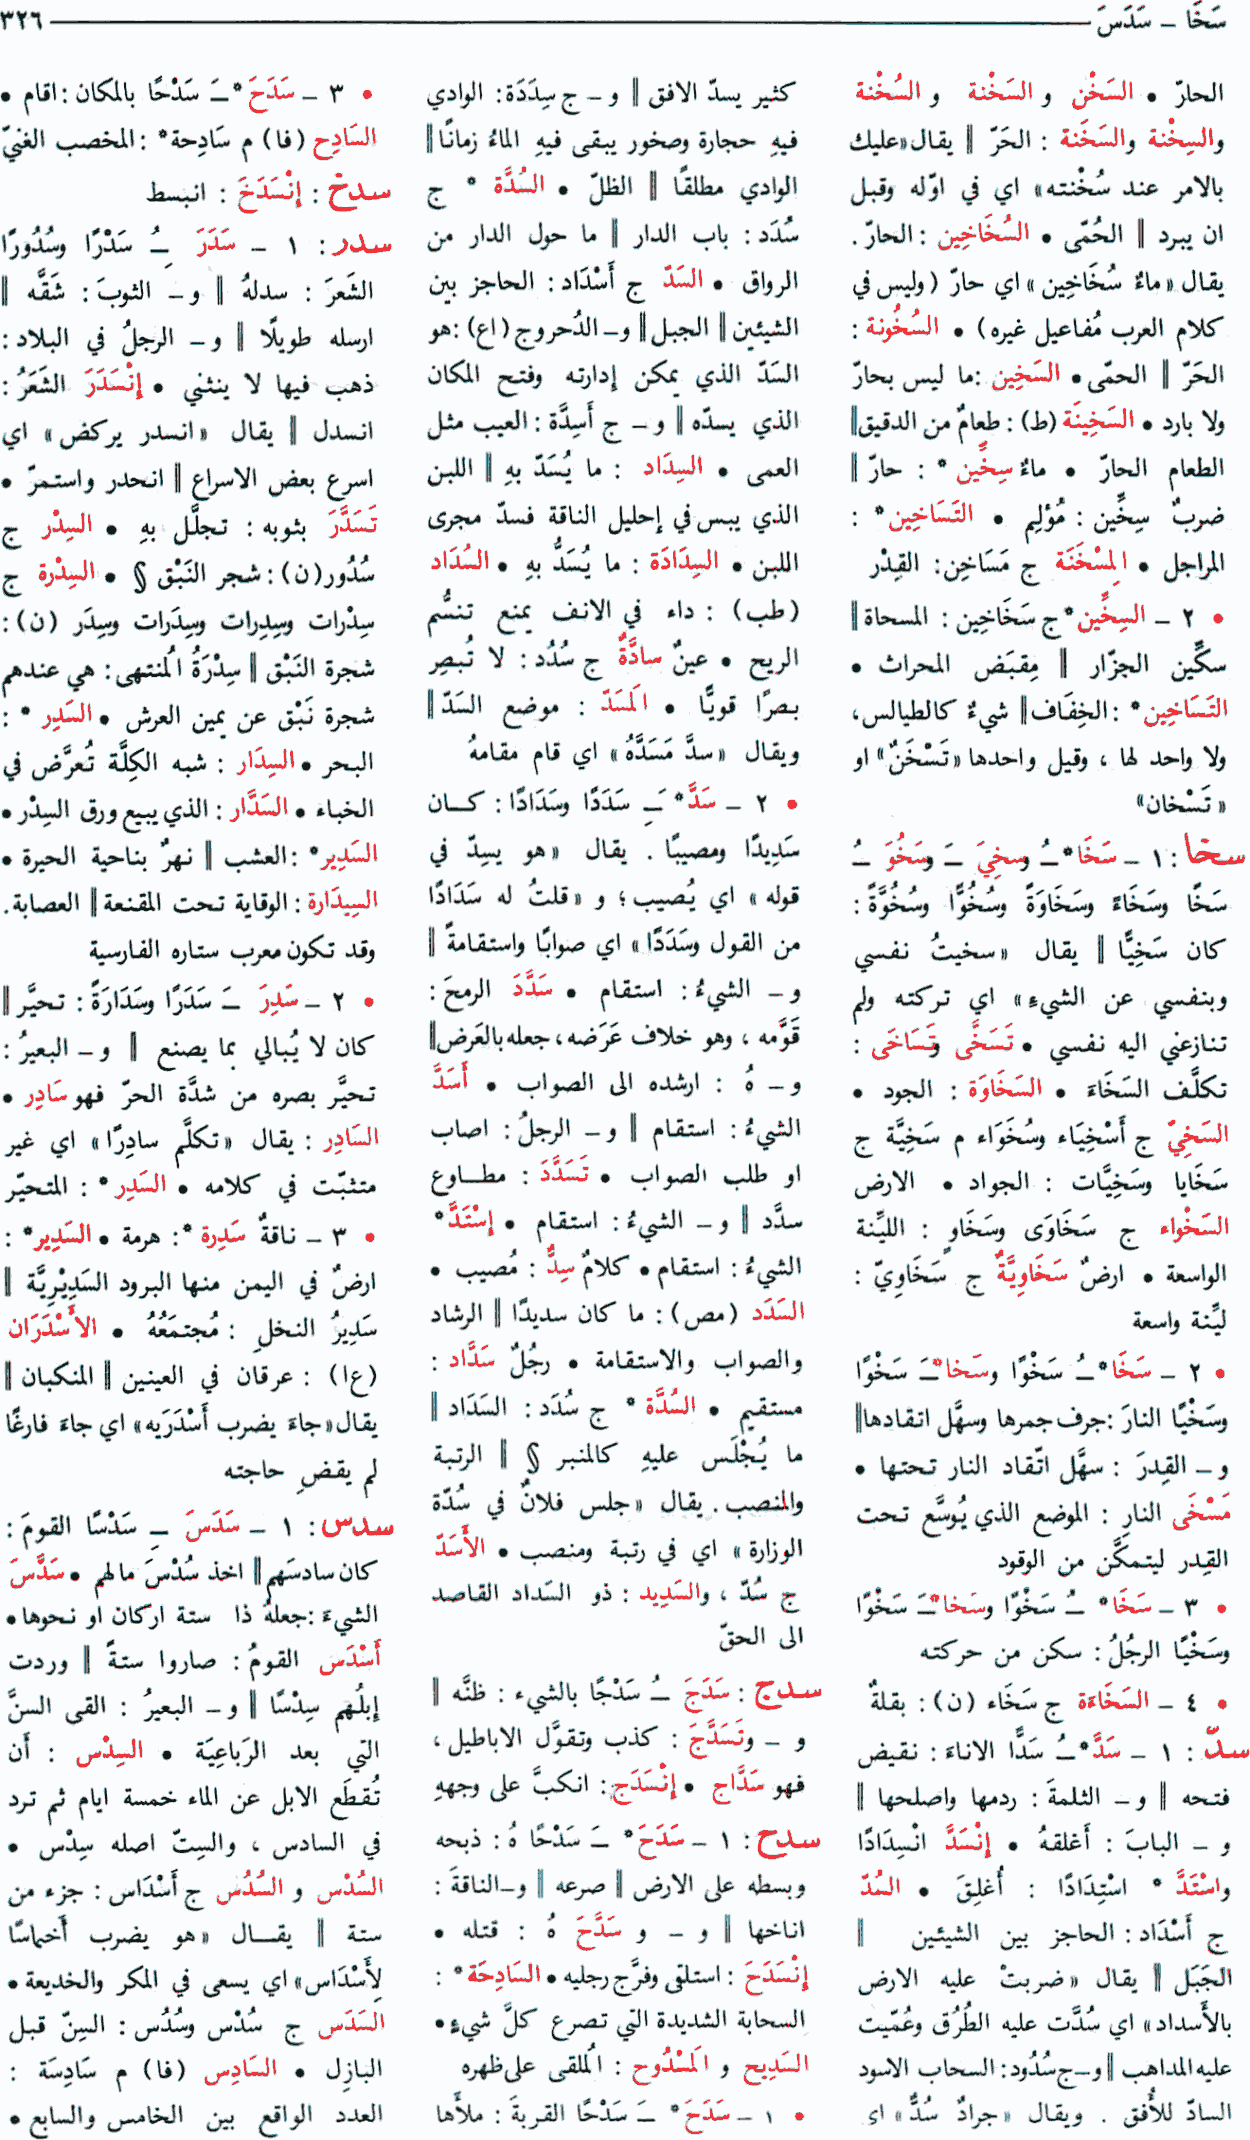 سَخَا – سَدَسَ ٣٢٦
الحارّ • السَخْن و السَخْنة و السُخْنة
والسِخْنة والسَخَنة : الحَرّ ‖ يقال «عليك
بالامر عند سُخْنته» اي في اوّله وقبل
ان يبرد ‖ الحُمّى • السُخَاخِين : الحارّ .
يقال «ماءٌ سُخَاخِين» اي حارّ (وليس في
كلام العرب مُفاعيل غيره) • السُخُونة :
الحَرّ ‖ الحمّى • السَخِين : ما ليس بحارّ
ولا بارد • السَخِينَة (ط) : طعامٌ من الدقيق ‖
الطعام الحارّ • ماءٌ سِخِّين * : حارّ ‖
ضربٌ سِخِّين : مُؤلِم • التَسَاخِين* :
المراجل • المِسْخَنَة ج مَسَاخِن : القِدْر
• ٢ – السِخِّين* ج سَخَاخِين : المسحاة ‖
سكِّين الجزّار ‖ مِقبَض المحراث •
التَسَاخِين* : الخِفَاف ‖ شيءٌ كالطيالس،
ولا واحد لها ، وقيل واحدها «تَسْخَنٌ» او
«تَسْخان»
سخا : ١ – سَخَا* ـُ وسخِيَ ـَ وسَخُوَ ـُ
سَخًا وسَخَاءً وسَخَاوَةً وسُخُوًّا وسُخُوَّةً :
كان سَخِيًّا ‖ يقال «سخيتُ نفسي
وبنفسي عن الشيءِ» اي تركته ولم
تنازعني اليه نفسي • تَسَخَّى وتَسَاخَى :
تكلَّف السَخَاءَ • السَخَاوَة : الجود •
السَخِيّ ج أَسْخِيَاء وسُخَوَاء م سَخِيَّة ج
سَخَايا وسَخِيَّات : الجواد • الارض
السَخْواء ج سَخَاوَى وسَخَاوٍ : الليِّنة
الواسعة • ارضٌ سَخَاوِيَّةٌ ج سَخَاوِيّ :
ليِّنة واسعة
• ٢ – سَخَا* ـُ سَخْوًا وسَخا* ـَ سَخْوًا
وسَخْيًا النارَ : جرف جمرها وسهَّل اتقادها ‖
و – القِدرَ : سهَّل اتّقاد النار تحتها •
مَسْخَى النارِ : الموضع الذي يُوسَّع تحت
القِدر ليتمكَّن من الوقود
• ٣ – سَخَا* ـُ سَخْوًا وسَخا* ـَ سَخْوًا
وسَخْيًا الرجُلُ : سكن من حركته
• ٤ – السَخَاءَة ج سَخَاء (ن) : بقلةٌ
سدّ : ١ – سَدَّ* ـُ سَدًّا الاناءَ : نقيض
فتحه ‖ و – الثلمةَ : ردمها واصلحها ‖
و – البابَ : أَغلقهُ • إنْسَدَّ انْسِدَادًا
واسْتَدَّ * اسْتِدَادًا : أُغلِقَ • السُدّ
ج أَسْدَاد : الحاجز بين الشيئين ‖
الجَبَل ‖ يقال «ضربتْ عليه الارض
بالأَسداد» اي سُدَّت عليه الطُرُق وعُمّيت
عليه المداهب ‖ و – ج سُدُود : السحاب الاسود
السادّ للأُفق . ويقال «جرادٌ سُدٌّ» اي
كثير يسدّ الافق ‖ و – ج سِدَدَة : الوادي
فيهِ حجارة وصخور يبقى فيهِ الماءُ زمانًا ‖
الوادي مطلقًا ‖ الظلّ • السُدَّة * ج
سُدَد : باب الدار ‖ ما حول الدار من
الرواق • السَدّ ج أَسْدَاد : الحاجز بين
الشيئين ‖ الجبل ‖ و – الدُحروج (اع) : هو
السَدّ الذي يمكن إدارته وفتح المكان
الذي يسدّه ‖ و – ج أَسِدَّة : العيب مثل
العمى • السِدَاد : ما يُسَدّ بهِ ‖ اللبن
الذي يبس في إحليل الناقة فسدّ مجرى
اللبن • السِدَادَة : ما يُسَدُّ بهِ • السُدَاد
(طب) : داء في الانف يمنع تنسُّم
الريح • عينٌ سادَّةٌ ج سُدُد : لا تُبصِر
بصرًا قويًّا • المَسَدّ : موضع السَدّ ‖
ويقال «سدَّ مَسَدَّهُ» اي قام مقامهُ
• ٢ – سَدَّ* ـَِ سَدَدًا وسَدَادًا : كان
سَدِيدًا ومصيبًا . يقال «هو يسِدّ في
قوله» اي يُصيب ؛ و «قلتُ له سَدَادًا
من القول وسَدَدًا» اي صوابًا واستقامةً ‖
و – الشيءُ : استقام • سَدَّدَ الرمحَ :
قَوَّمه ، وهو خلاف عَرَضه ، جعله بالعَرض ‖
و – هُ : ارشده الى الصواب • أَسَدَّ
الشيءُ : استقام ‖ و – الرجلُ : اصاب
او طلب الصواب • تَسَدَّدَ : مطاوع
سدَّد ‖ و – الشيءُ : استقام • إسْتَدَّ*
الشيءُ : استقام • كلامٌ سِدٌّ : مُصيب •
السَدَد (مص) : ما كان سديدًا ‖ الرشاد
والصواب والاستقامة • رجُلٌ سَدَّاد :
مستقيم • السُدَّة * ج سُدَد : السَدَاد ‖
ما يُجْلَس عليهِ كالمنبر § ‖ الرتبة
والمنصب . يقال «جلس فلانٌ في سُدّة
الوزارة» اي في رتبة ومنصب • الأَسَدّ
ج سُدّ ، والسَدِيد : ذو السَداد القاصد
الى الحقّ
سدج : سَدَجَ ـُ سَدْجًا بالشيء : ظنَّه ‖
و – وتَسَدَّجَ : كذب وتقوَّل الاباطيل ،
فهو سَدَّاج • إنْسَدَج : انكبَّ على وجههِ
سدح : ١ – سَدَحَ* ـَ سَدْحًا هُ : ذبحه
وبسطه على الارض ‖ صرعه ‖ و – الناقةَ :
اناخها ‖ و – و سَدَّحَ هُ : قتله •
إنْسَدَحَ : استلقى وفرَّج رجليه • السَادِحَة* :
السحابة الشديدة التي تصرع كلَّ شيءٍ •
السَدِيح و المَسْدُوح : المُلقى على ظهره
• ١ – سَدَحَ* ـَ سَدْحًا القربةَ : ملأَها
• ٣ – سَدَحَ* ـَ سَدْحًا بالمكان : اقام •
السَادِح (فا) م سَادِحة* : المخصب الغنيّ
سدخ : إنْسَدَخَ : انبسط
سدر : ١ – سَدَرَ ـُِ سَدْرًا وسُدُورًا
الشَعرَ : سدلهُ ‖ و – الثوبَ : شَقَّه ‖
ارسله طويلًا ‖ و – الرجلُ في البلاد :
ذهب فيها لا ينثني • إنْسَدَرَ الشَعَرُ :
انسدل ‖ يقال «انسدر يركض» اي
اسرع بعض الاسراع ‖ انحدر واستمرّ •
تَسَدَّرَ بثوبه : تجلَّل بهِ • السِدْر ج
سُدُور (ن) : شجر النَبْق § • السِدْرة ج
سِدْرات وسِدِرات وسِدَرات وسِدَر (ن) :
شجرة النَبْق ‖ سِدْرَةُ المُنتهى : هي عندهم
شجرة نَبْق عن يمين العرش • السَدِر * :
البحر • السِدَار : شبه الكِلَّة تُعرَّض في
الخباء • السَدَّار : الذي يبيع ورق السِدْر •
السَدِير* : العشب ‖ نهرٌ بناحية الحيرة •
السِيدَارة : الوقاية تحت المقنعة ‖ العصابة.
وقد تكون معرب ستاره الفارسية
• ٢ – سَدِرَ ـَ سَدَرًا وسَدَارَةً : تحيَّر ‖
كان لا يُبالي بما يصنع ‖ و – البعيرُ :
تحيَّر بصره من شدَّة الحرّ فهو سَادِر •
السَادِر : يقال «تكلَّم سادِرًا» اي غير
متثبّت في كلامه • السَدِر* : المتحيّر
• ٣ – ناقةٌ سَدِرة * : هرمة • السَدِير* :
ارضٌ في اليمن منها البرود السَدِيْرِيَّة ‖
سَدِيرُ النخلِ : مُجتمَعُهُ • الأَسْدَرَان
(ع ا) : عرقان في العينين ‖ المنكبان ‖
يقال «جاءَ يضرب أَسْدَرَيه» اي جاءَ فارغًا
لم يقضِ حاجته
سدس : ١ – سَدَسَ ـِ سَدْسًا القومَ :
كان سادسَهم ‖ اخذ سُدْسَ مالهم • سَدَّسَ
الشيءَ : جعلهُ ذا ستة اركان او نحوها •
أَسْدَسَ القومُ : صاروا ستةً ‖ وردت
إبلُهم سِدْسًا ‖ و – البعيرُ : القى السنَّ
التي بعد الرَباعِيَة • السِدْس : أن
تُقطَع الابل عن الماء خمسة ايام ثم ترد
في السادس ، والسِتّ اصله سِدْس •
السُدْس و السُدُس ج أَسْدَاس : جزء من
ستة ‖ يقال «هو يضرب أَخماسًا
لأَسْدَاس» اي يسعى في المكر والخديعة •
السَدَس ج سُدْس وسُدُس : السِنّ قبل
البازِل • السَادِس (فا) م سَادِسَة :
العدد الواقع بين الخامس والسابع •